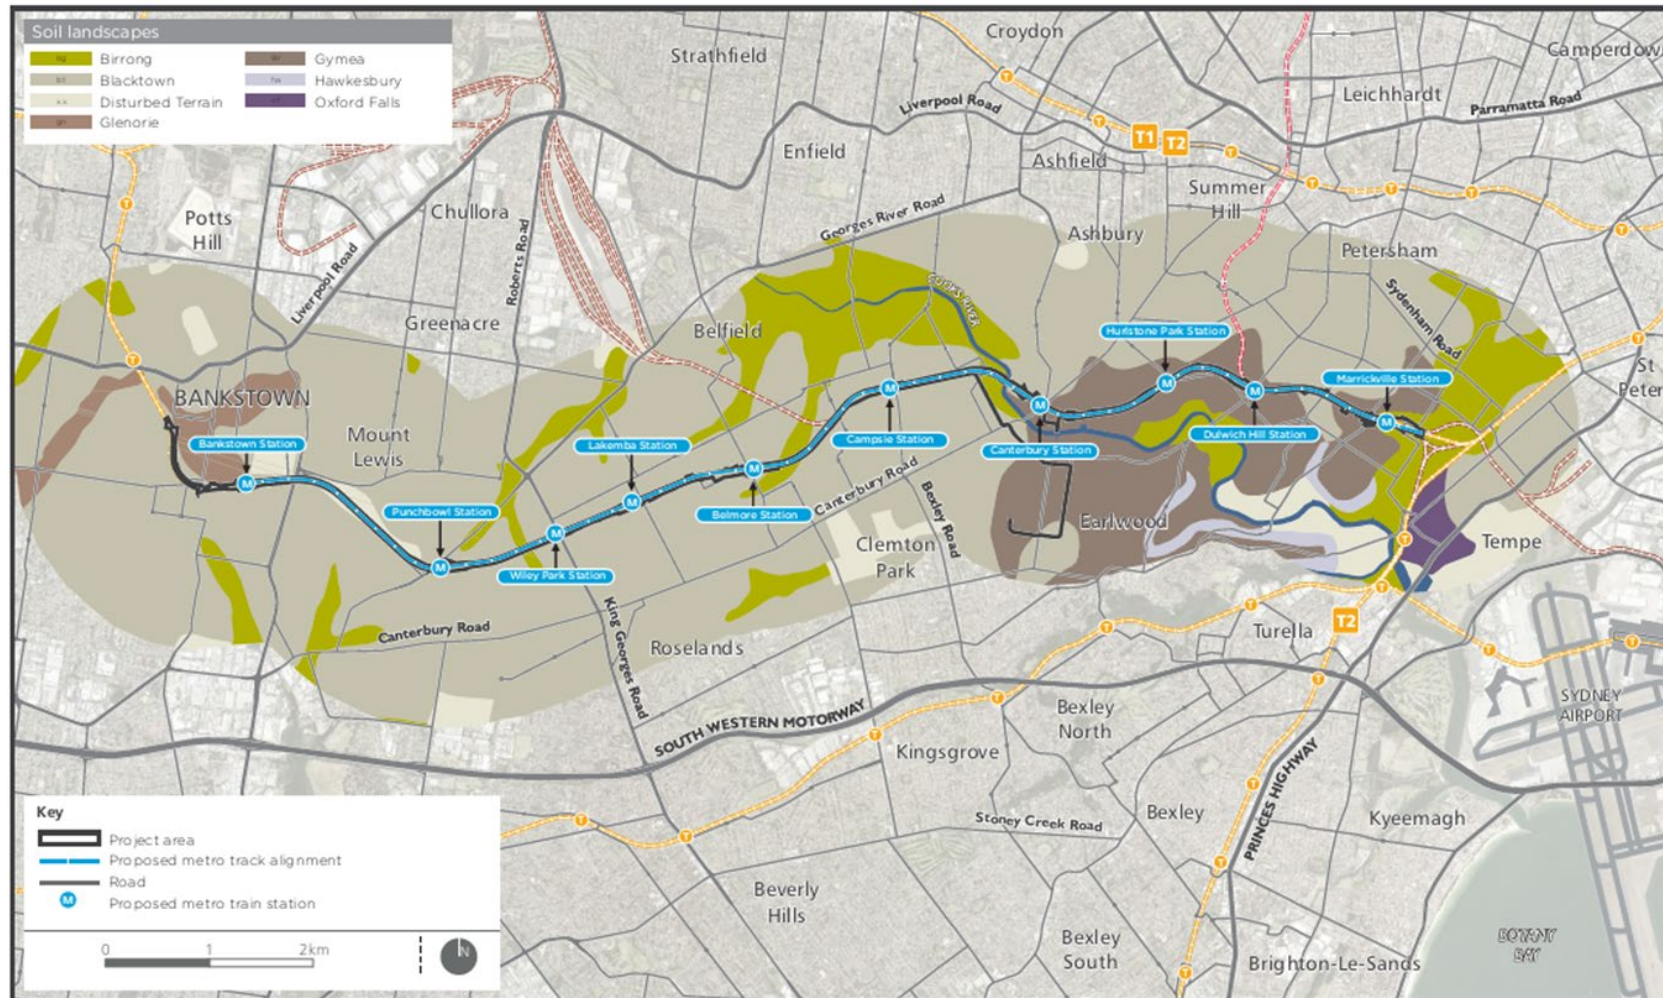 Soil landscapes
Birrong
Blacktown
Disturbed Terrain
Glenorie
Gymea
Hawkesbury
Oxford Falls
Strathfield
Croydon
Leichhardt
Parramatta Road
Liverpool Road
T1
T2
Enfield
Ashfield
Summer
Hill
Potts
Hill
Chullora
Georges River Road
Ashbury
Petersham
Liverpool Road
Roberts Road
Greenacre
Belfield
COOKS RIVER
Sydenham Road
Hurlstone Park Station
St
BANKSTOWN
Marrickville Station
Bankstown Station
Mount
Lewis
Lakemba Station
Campsie Station
Canterbury Station
Dulwich Hill Station
Punchbowl Station
Belmore Station
Canterbury Road
Bexley Road
Earlwood
Clemton
Park
Tempe
Wiley Park Station
Canterbury Road
King Georges Road
Roselands
Turella
T2
SYDNEY
AIRPORT
SOUTH WESTERN MOTORWAY
Bexley
North
Kingsgrove
PRINCES HIGHWAY
Stoney Creek Road
Bexley
Kyeemagh
Beverly
Hills
Bexley
South
Brighton-Le-Sands
BOTANY
BAY
Key
Project area
Proposed metro track alignment
Road
M
Proposed metro train station
0 1 2km
N